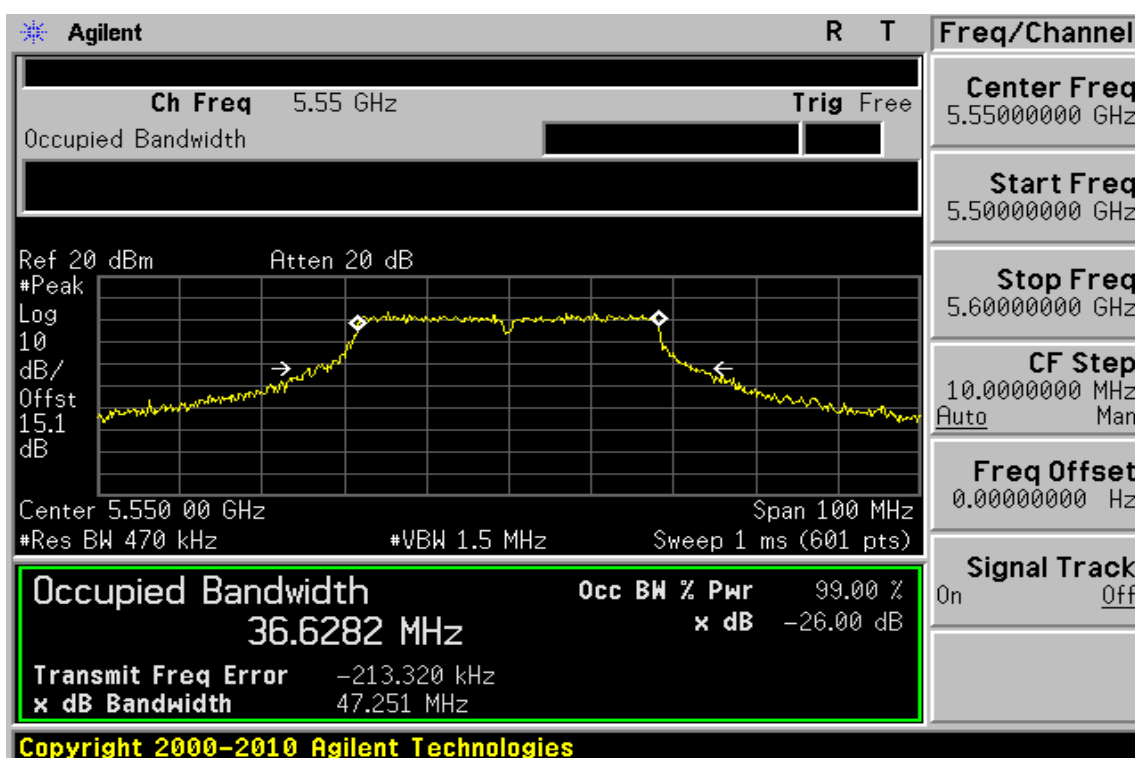 Agilent R T
Ch Freq 5.55 GHz Trig Free
Occupied Bandwidth
Ref 20 dBm Atten 20 dB
#Peak
Log
10
dB/
Offst
15.1
dB
Center 5.550 00 GHz Span 100 MHz
#Res BW 470 kHz #VBW 1.5 MHz Sweep 1 ms (601 pts)
Occupied Bandwidth Occ BW % Pwr 99.00 %
36.6282 MHz x dB -26.00 dB
Transmit Freq Error -213.320 kHz
x dB Bandwidth 47.251 MHz
Copyright 2000-2010 Agilent Technologies
Freq/Channel
Center Freq
5.55000000 GHz
Start Freq
5.50000000 GHz
Stop Freq
5.60000000 GHz
CF Step
10.0000000 MHz
Auto Man
Freq Offset
0.00000000 Hz
Signal Track
On Off